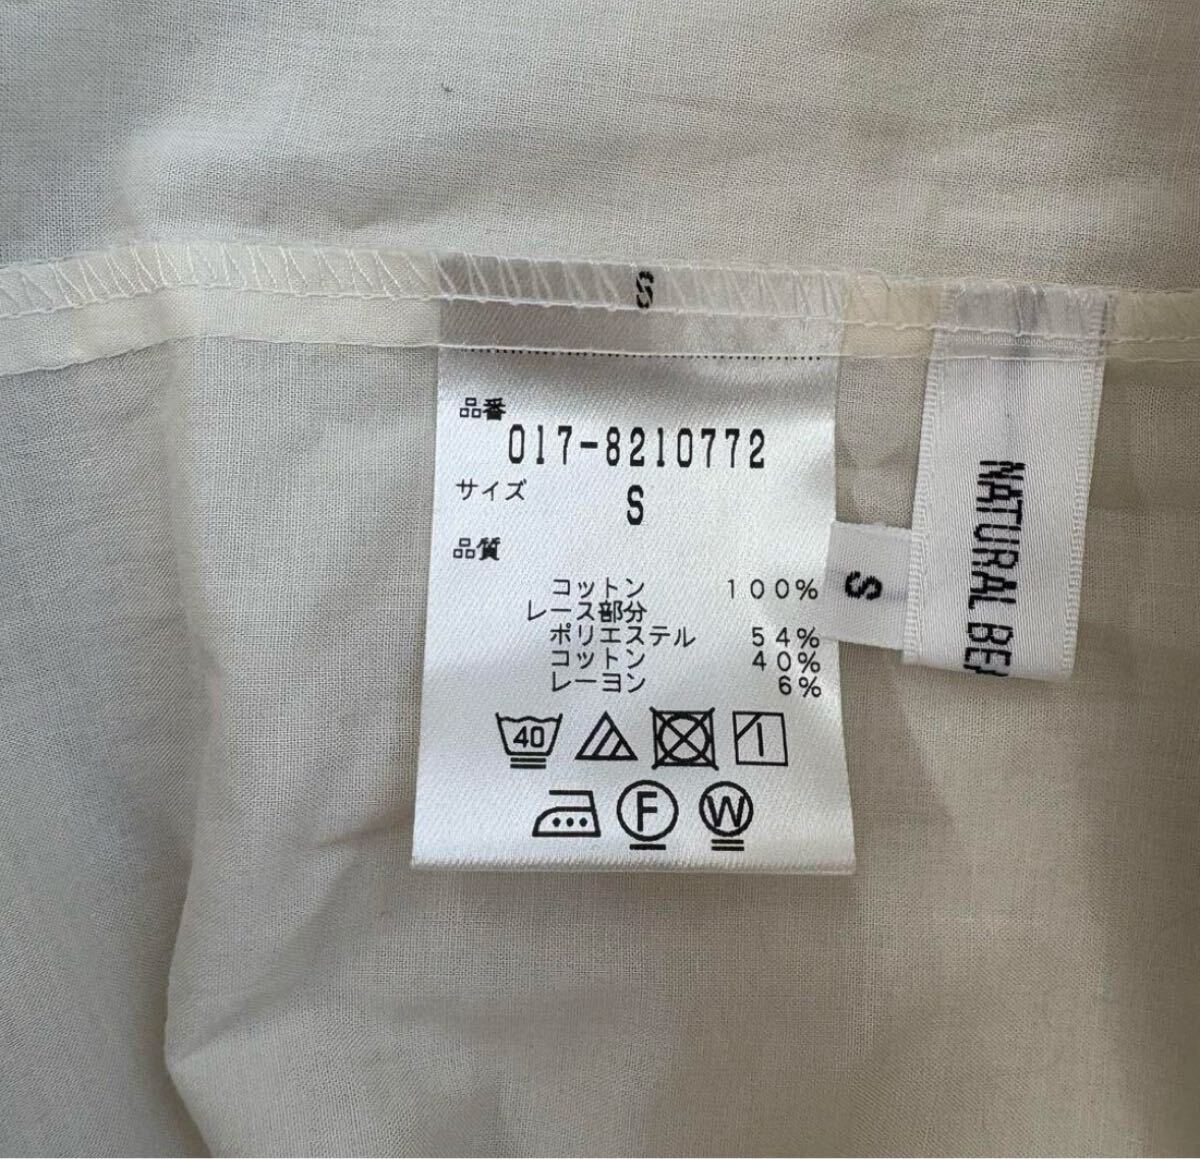 S
品番
017-8210772
サイズ
S
品質
コットン 100%
レース部分
ポリエステル 54%
コットン 40%
レーヨン 6%
40
F
W
S
NATURAL